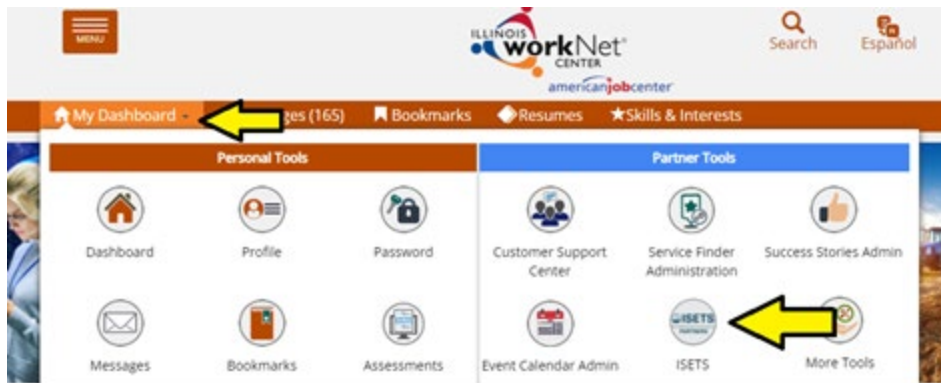 MENU
ILLINOIS
workNet®
CENTER
americanjobcenter
Search
Español
My Dashboard
ges (165)
Bookmarks
Resumes
Skills & Interests
Personal Tools
Partner Tools
Dashboard
Profile
Password
Customer Support
Center
Service Finder
Administration
Success Stories Admin
ISETS
PARTNERS
Messages
Bookmarks
Assessments
Event Calendar Admin
ISETS
More Tools